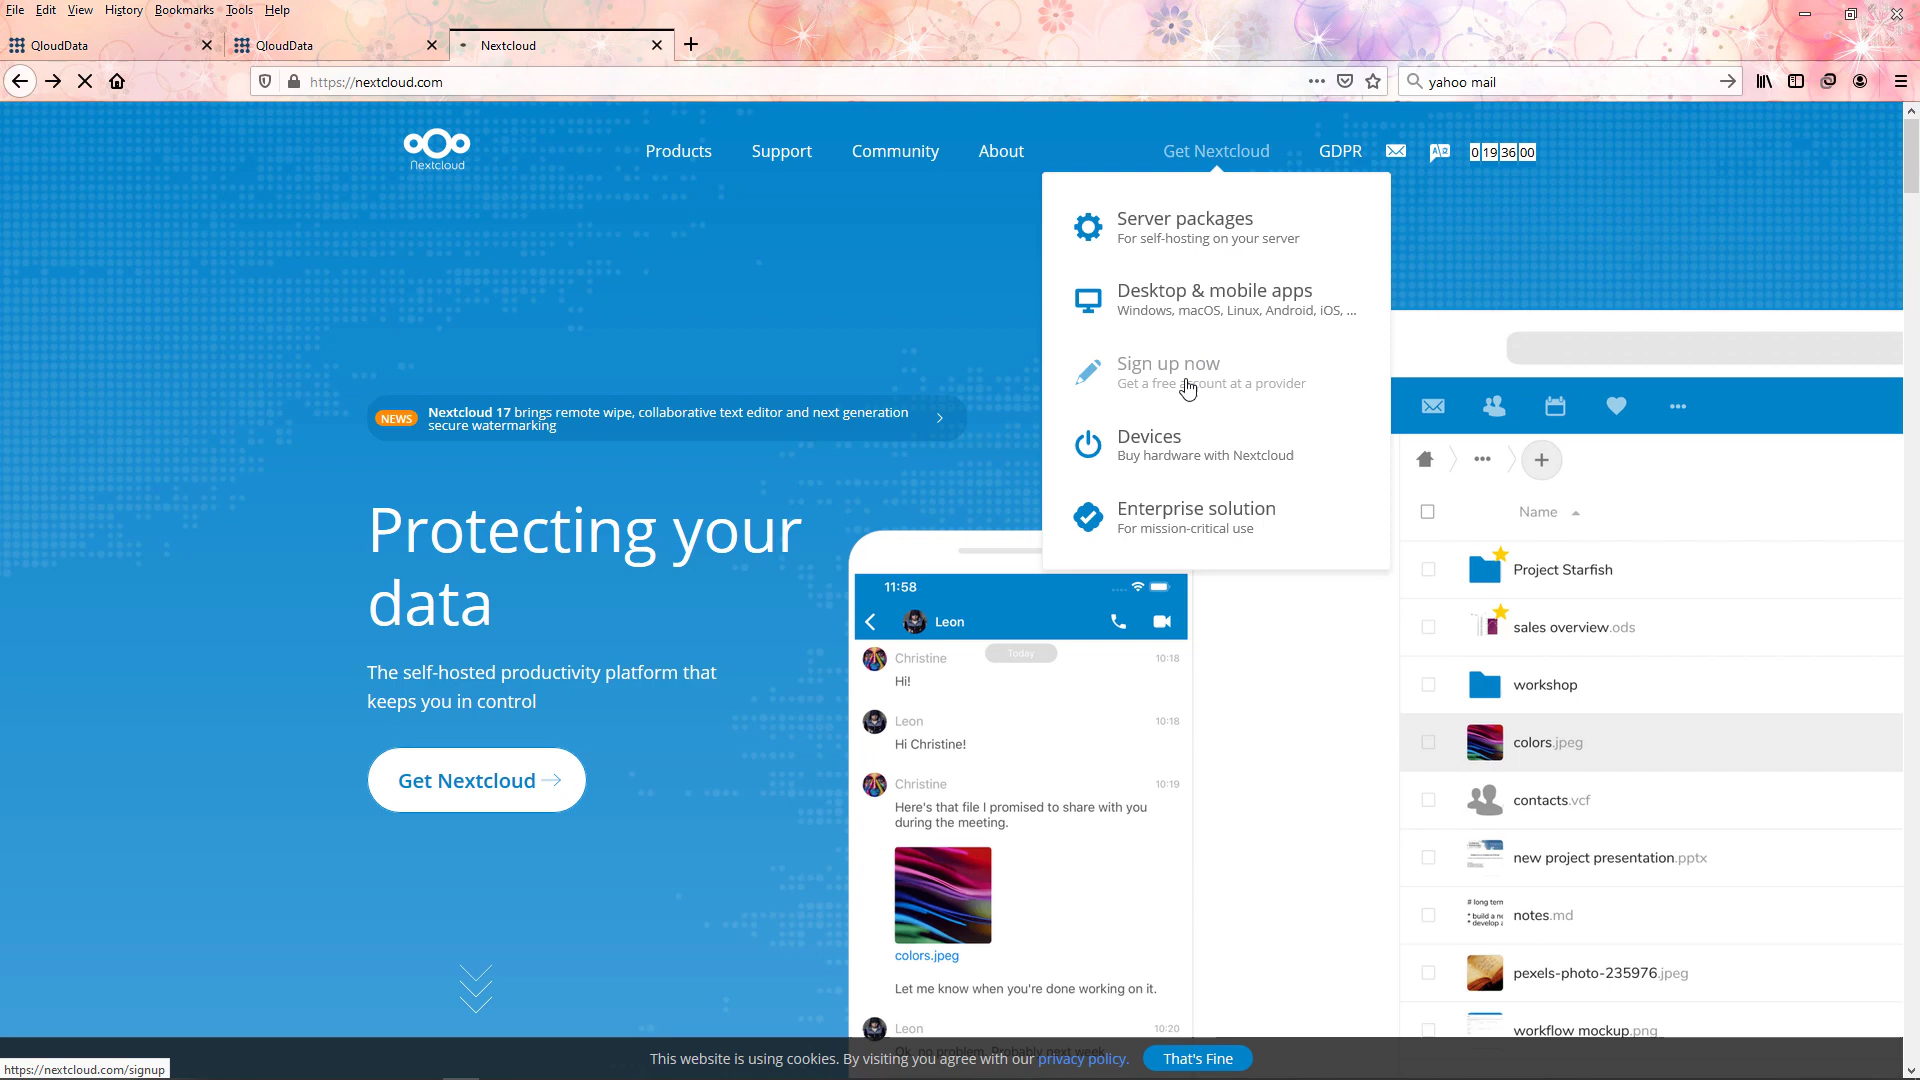 File Edit View History Bookmarks Tools Help
QloudData QloudData Nextcloud
https://nextcloud.com
yahoo mail
Nextcloud
Products Support Community About Get Nextcloud GDPR 0 19 36 00
Server packages
For self-hosting on your server
Desktop & mobile apps
Windows, macOS, Linux, Android, iOS, ...
Sign up now
Get a free account at a provider
Devices
Buy hardware with Nextcloud
Enterprise solution
For mission-critical use
NEWS
Nextcloud 17 brings remote wipe, collaborative text editor and next generation
secure watermarking
Protecting your
data
The self-hosted productivity platform that
keeps you in control
Get Nextcloud
11:58
Leon
Today
Christine 10:18
Hi!
Leon 10:18
Hi Christine!
Christine 10:19
Here's that file I promised to share with you
during the meeting.
colors.jpeg
Let me know when you're done working on it.
Leon 10:20
Name
Project Starfish
sales overview.ods
workshop
colors.jpeg
contacts.vcf
new project presentation.pptx
# long tern
* build a ne
* develop a
notes.md
pexels-photo-235976.jpeg
workflow mockup.png
This website is using cookies. By visiting you agree with our privacy policy. That's Fine
https://nextcloud.com/signup